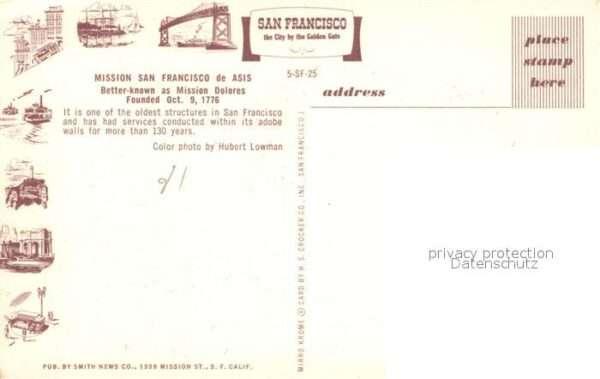 SAN FRANCISCO
the City by the Golden Gate
place
stamp
here
5-SF-25
address
MISSION SAN FRANCISCO de ASIS
Better-known as Mission Dolores
Founded Oct. 9, 1776
It is one of the oldest structures in San Francisco
and has had services conducted within its adobe
walls for more than 130 years.
Color photo by Hubert Lowman
MIRRO KROME ® CARD BY H. S. CROCKER CO., INC. SAN FRANCISCO 1
privacy protection
Datenschutz
PUB. BY SMITH NEWS CO., 1939 MISSION ST., S. F. CALIF.